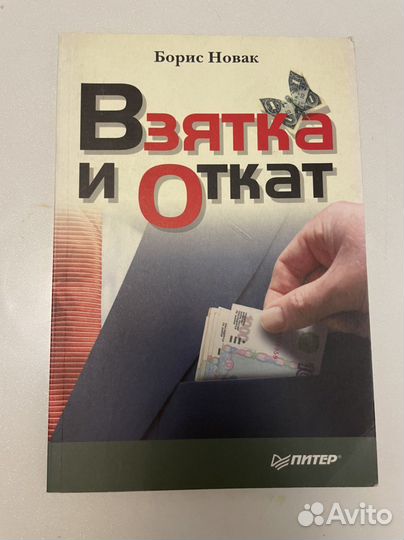 Борис Новак
Взятка
и Откат
ПИТЕР®
Avito